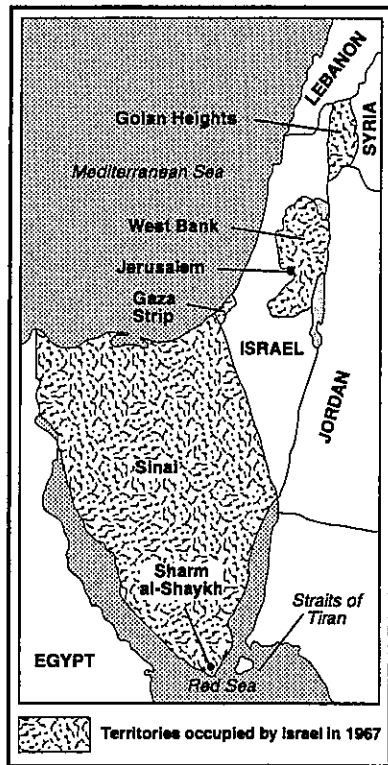 LEBANON
Golan Heights
SYRIA
Mediterranean Sea
West Bank
Jerusalem
Gaza
Strip
ISRAEL
JORDAN
Sinai
Sharm
al-Shaykh
Straits of
Tiran
EGYPT
Red Sea
Territories occupied by Israel in 1967